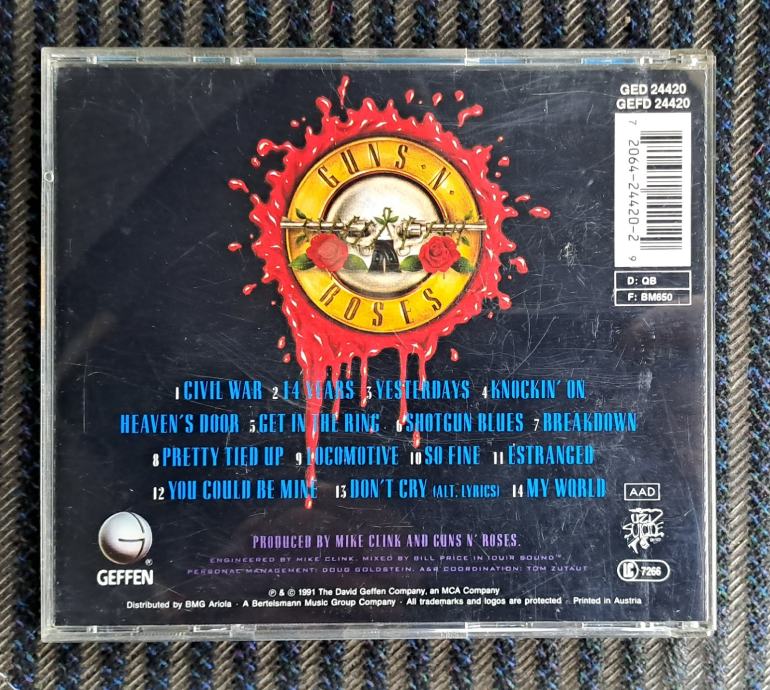 GED 24420
GEFD 24420
7 2064-24420-2 9
D: QB
F: BM650
GUNS N'
ROSES
1 CIVIL WAR 2 14 YEARS 3 YESTERDAYS 4 KNOCKIN' ON
HEAVEN'S DOOR 5 GET IN THE RING 6 SHOTGUN BLUES 7 BREAKDOWN
8 PRETTY TIED UP 9 LOCOMOTIVE 10 SO FINE 11 ESTRANGED
12 YOU COULD BE MINE 13 DON'T CRY (ALT. LYRICS) 14 MY WORLD
AAD
UZI
SUICIDE
PRODUCED BY MIKE CLINK AND GUNS N' ROSES.
ENGINEERED BY MIKE CLINK. MIXED BY BILL PRICE IN (QUIR SOUND™.
PERSONAL MANAGEMENT: DOUG GOLDSTEIN. A&R COORDINATION: TOM ZUTAUT
G
®
GEFFEN
LC 7266
℗ & © 1991 The David Geffen Company, an MCA Company
Distributed by BMG Ariola · A Bertelsmann Music Group Company · All trademarks and logos are protected · Printed in Austria